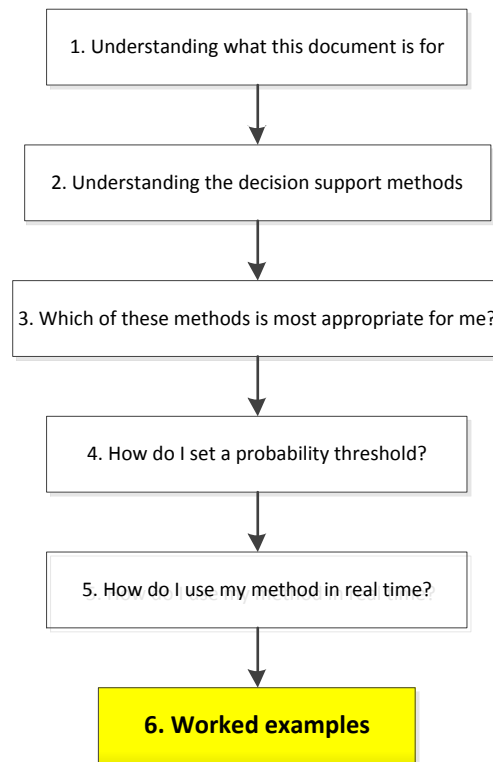 1. Understanding what this document is for
2. Understanding the decision support methods
3. Which of these methods is most appropriate for me?
4. How do I set a probability threshold?
5. How do I use my method in real time?
6. Worked examples